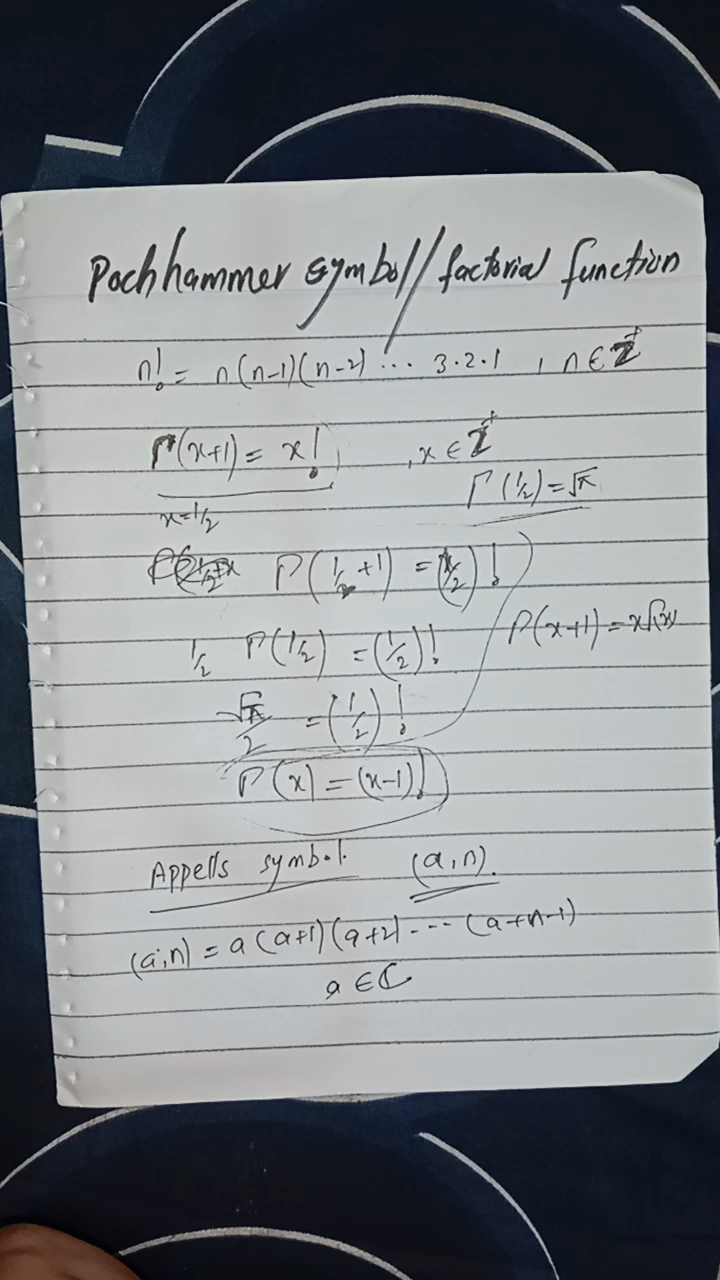 Pochhammer symbol/factorial function
n! = n(n-1)(n-2) ... 3.2.1 , n ∈ Z⁺
Γ(x+1) = x! , x ∈ Z⁺
Γ(1/2) = √π
x=1/2
Γ(1/2+1) = (1/2)!
Γ(x+1) = xΓ(x)
1/2 Γ(1/2) = (1/2)!
√π/2 = (1/2)!
Γ(x) = (x-1)!
Appells symbol. (a,n).
(a,n) = a(a+1)(a+2)---(a+n-1)
a ∈ ℂ